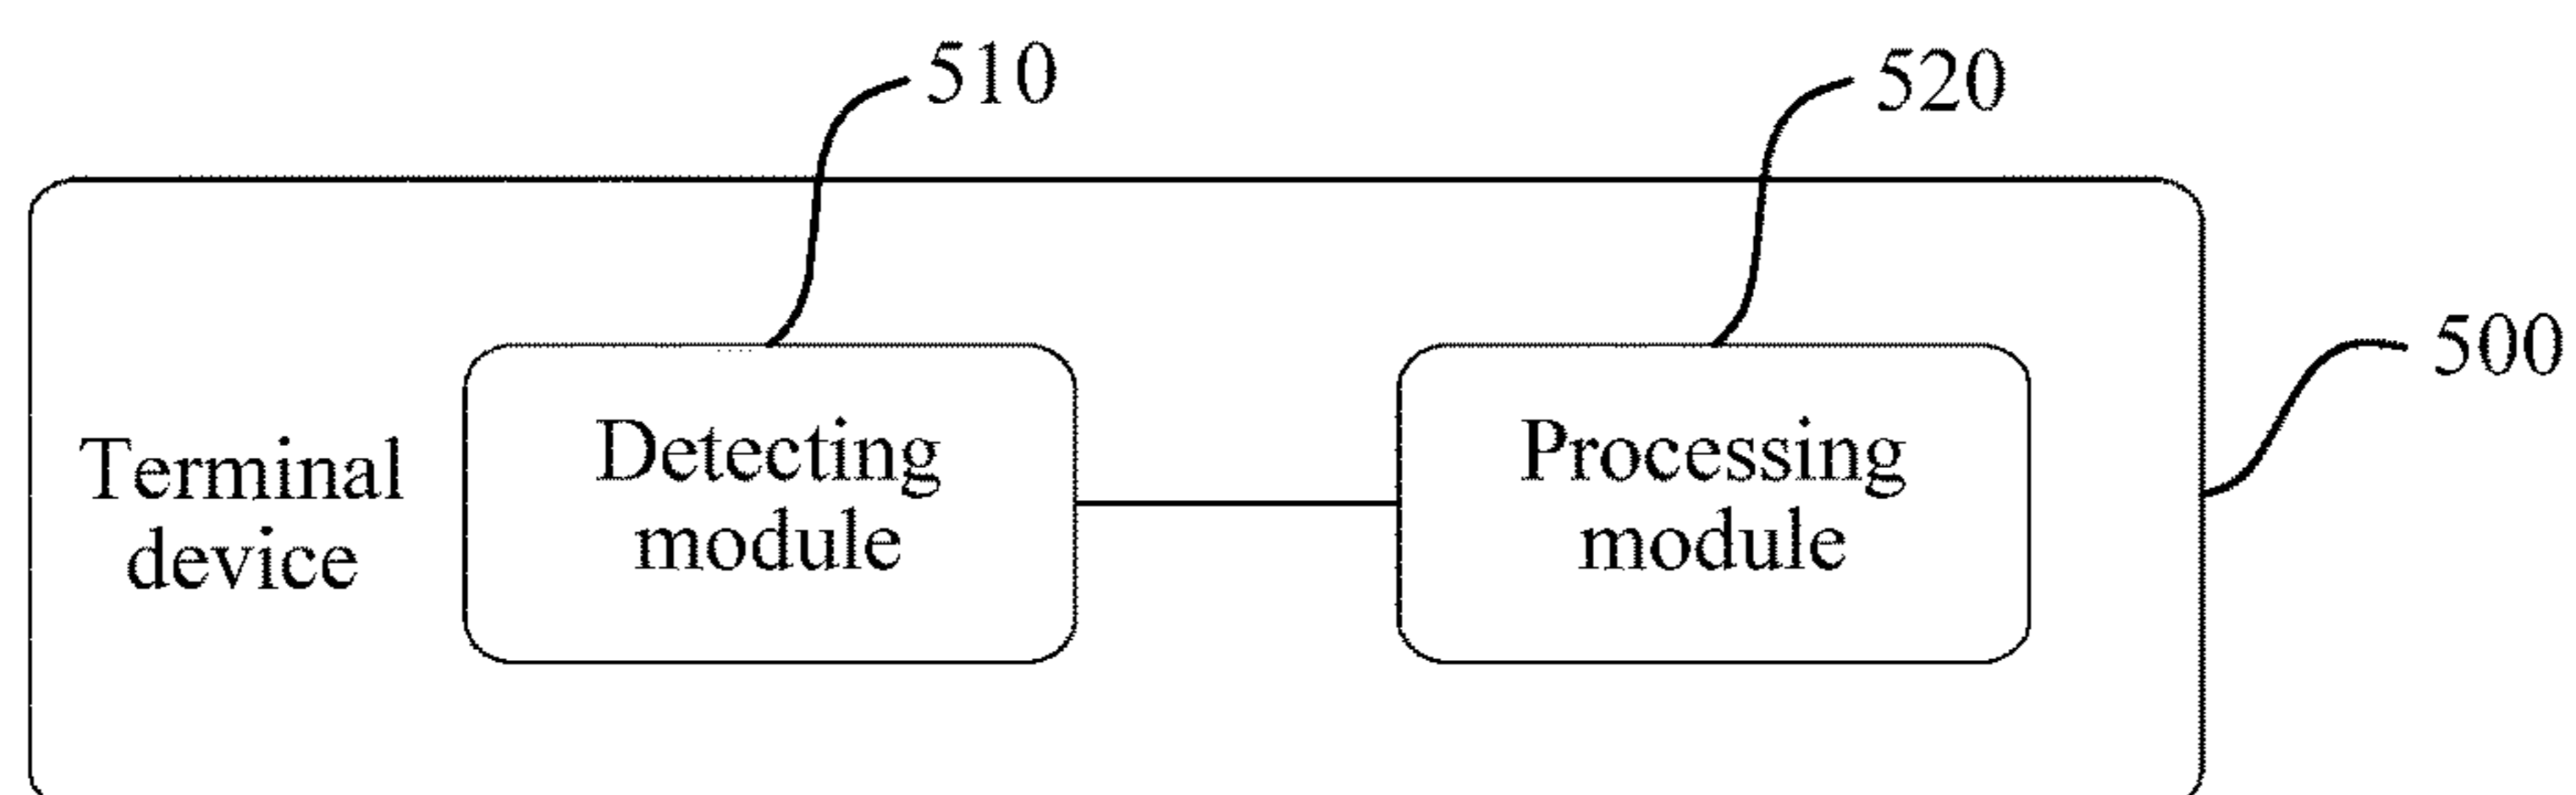 510
520
500
Terminal
device
Detecting
module
Processing
module